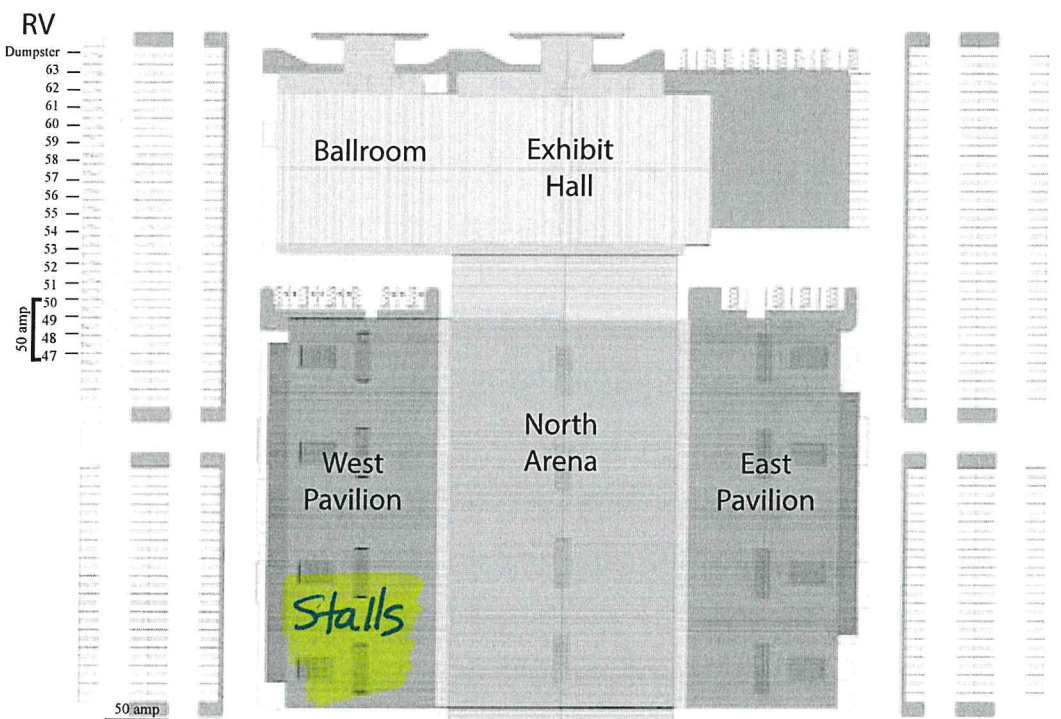 RV
Dumpster
63
62
61
60
59
58
57
56
55
54
53
52
51
50
49
48
47
50 amp
Ballroom
Exhibit
Hall
West
Pavilion
North
Arena
East
Pavilion
Stalls
50 amp